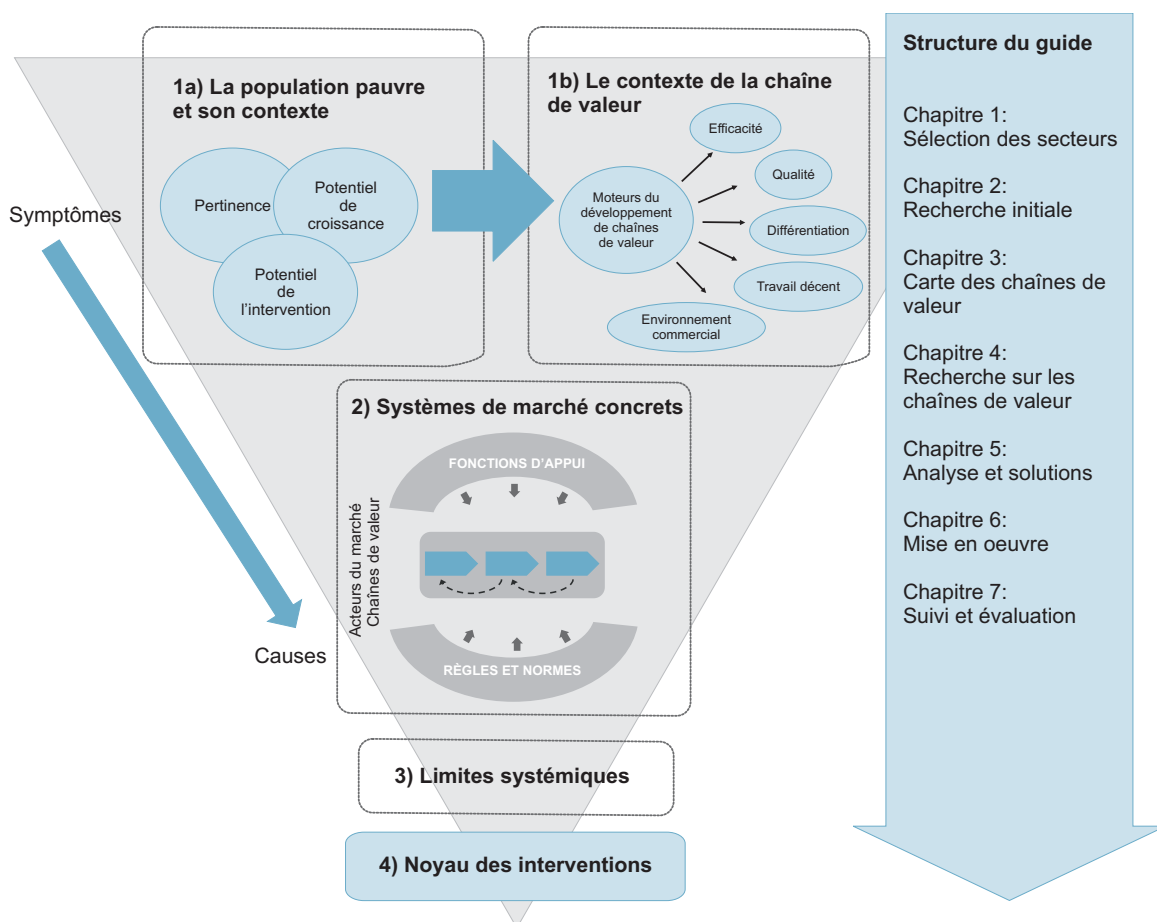 1a) La population pauvre
et son contexte
Pertinence
Potentiel
de
croissance
Potentiel
de
l'intervention
1b) Le contexte de la chaîne
de valeur
Moteurs du
développement
de chaînes
de valeur
Efficacité
Qualité
Différentiation
Travail décent
Environnement
commercial
Symptômes
Causes
2) Systèmes de marché concrets
FONCTIONS D'APPUI
Acteurs du marché
Chaînes de valeur
RÈGLES ET NORMES
3) Limites systémiques
4) Noyau des interventions
Structure du guide
Chapitre 1:
Sélection des secteurs
Chapitre 2:
Recherche initiale
Chapitre 3:
Carte des chaînes de
valeur
Chapitre 4:
Recherche sur les
chaînes de valeur
Chapitre 5:
Analyse et solutions
Chapitre 6:
Mise en oeuvre
Chapitre 7:
Suivi et évaluation